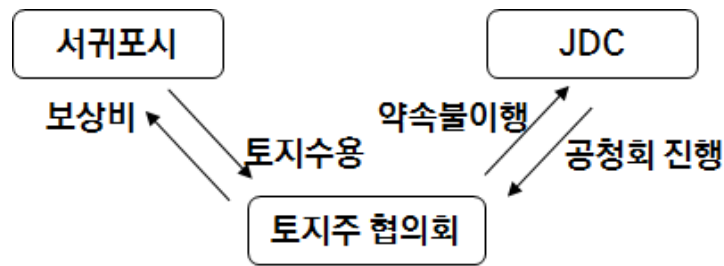 서귀포시
JDC
보상비
약속불이행
토지수용
공청회 진행
토지주 협의회